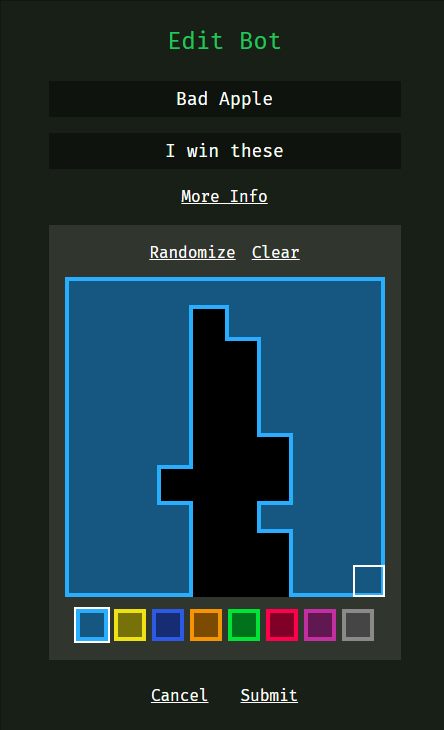 Edit Bot
Bad Apple
I win these
More Info
Randomize Clear
Cancel Submit